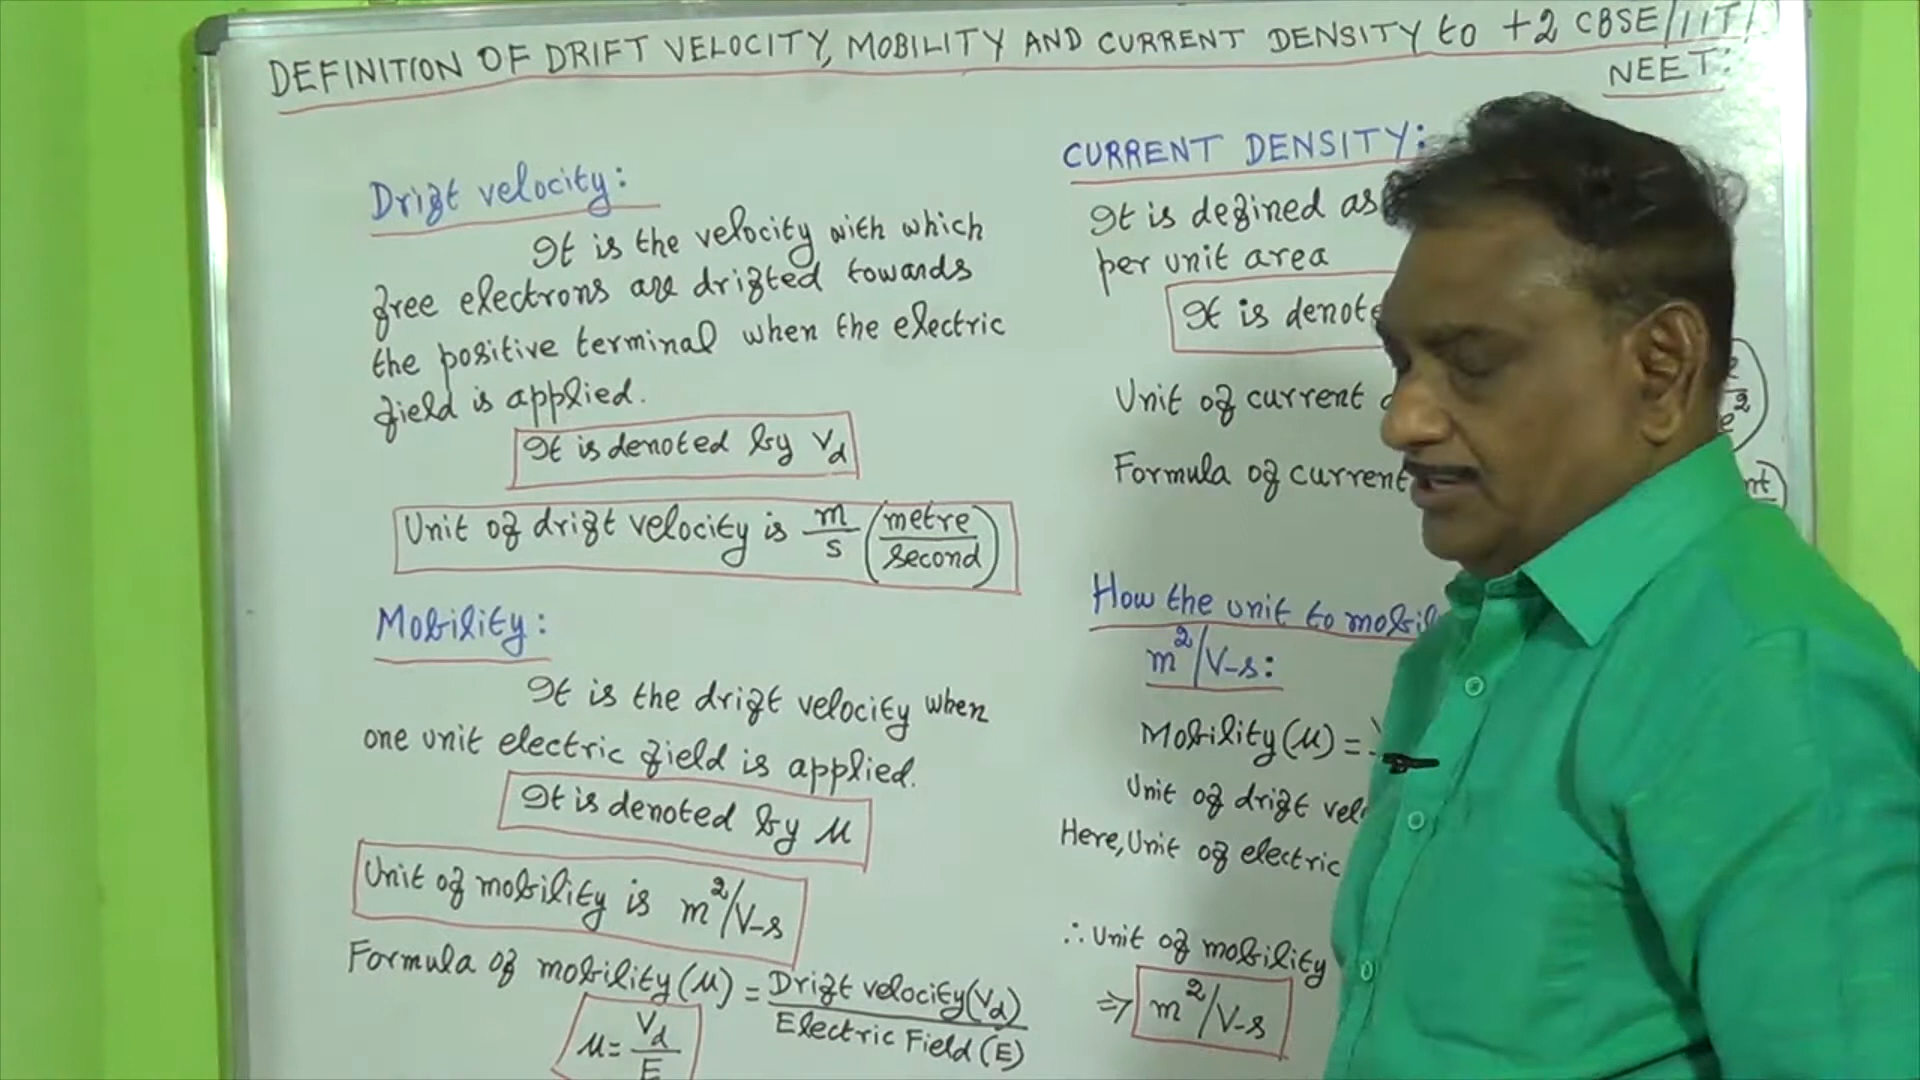 DEFINITION OF DRIFT VELOCITY, MOBILITY AND CURRENT DENSITY to +2 CBSE/IIT/
NEET:
Drift velocity:
It is the velocity with which
free electrons are drifted towards
the positive terminal when the electric
field is applied.
It is denoted by Vd
Unit of drift velocity is m/s (metre/second)
Mobility:
It is the drift velocity when
one unit electric field is applied.
It is denoted by μ
Unit of mobility is m²/V-s
Formula of mobility (μ) = Drift velocity (Vd)/Electric Field (E)
μ = Vd/E
CURRENT DENSITY:
It is defined as
per unit area
It is
Unit of current
Formula of current
How the unit to
m²/V-s:
Mobility (μ) =
Unit of drift
Here, Unit of electric
∴ Unit of mobility
⇒ m²/V-s